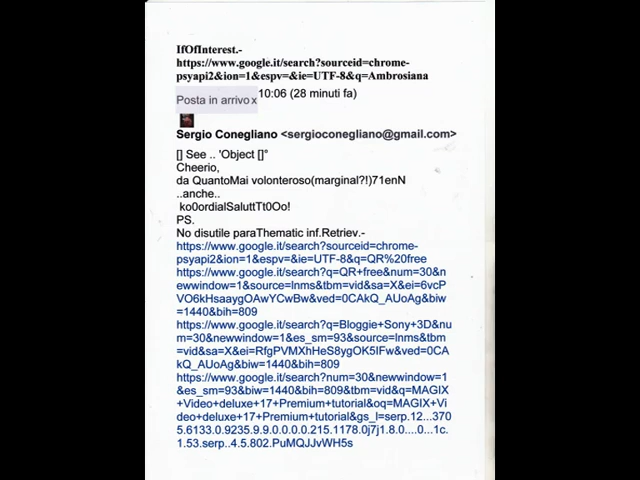 IfOfInterest.-
https://www.google.it/search?sourceid=chrome-
psyapi2&ion=1&espv=&ie=UTF-8&q=Ambrosiana
Posta in arrivo x 10:06 (28 minuti fa)
Sergio Conegliano <sergioconegliano@gmail.com>
[] See .. 'Object []°
Cheerio,
da QuantoMai volonteroso(marginal?!)71enN
..anche..
ko0ordialSaluttTt0Oo!
PS.
No disutile paraThematic inf.Retriev.-
https://www.google.it/search?sourceid=chrome-
psyapi2&ion=1&espv=&ie=UTF-8&q=QR%20free
https://www.google.it/search?q=QR+free&num=30&n
ewwindow=1&source=lnms&tbm=vid&sa=X&ei=6vcP
VO6kHsaaygOAwYCwBw&ved=0CAkQ_AUoAg&biw
=1440&bih=809
https://www.google.it/search?q=Bloggie+Sony+3D&nu
m=30&newwindow=1&es_sm=93&source=lnms&tbm
=vid&sa=X&ei=RfgPVMXhHeS8ygOK5IFw&ved=0CA
kQ_AUoAg&biw=1440&bih=809
https://www.google.it/search?num=30&newwindow=1
&es_sm=93&biw=1440&bih=809&tbm=vid&q=MAGIX
+Video+deluxe+17+Premium+tutorial&oq=MAGIX+Vi
deo+deluxe+17+Premium+tutorial&gs_l=serp.12...370
5.6133.0.9235.9.9.0.0.0.0.215.1178.0j7j1.8.0....0...1c.
1.53.serp..4.5.802.PuMQJJvWH5s